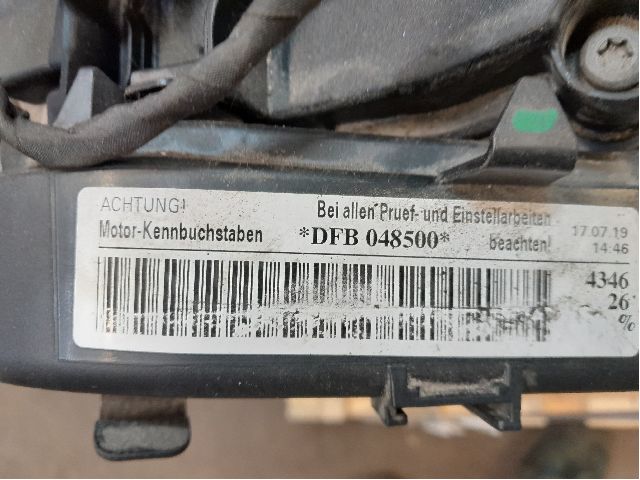 ACHTUNG! Bei allen Pruef- und Einstellarbeiten 17.07.19
Motor-Kennbuchstaben *DFB 048500* beachten! 14:46
4346
26
%